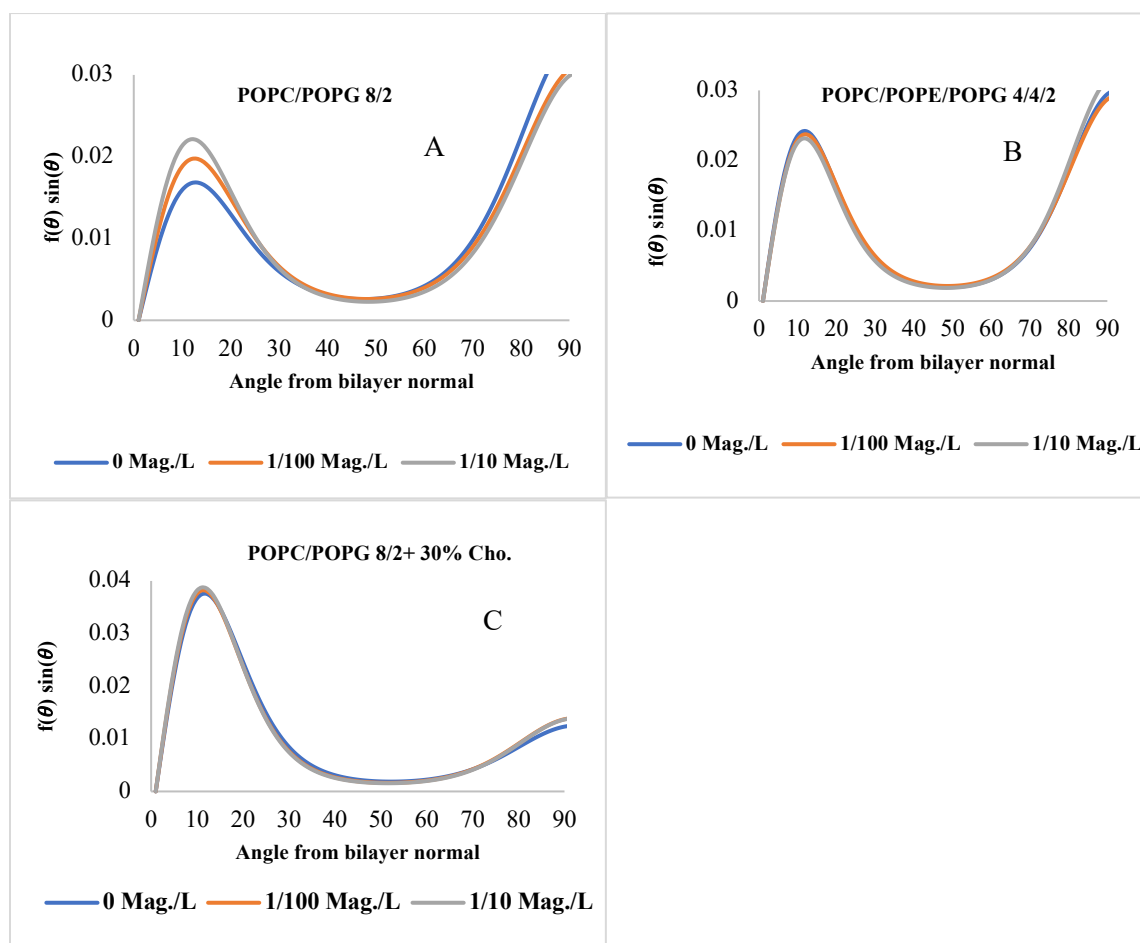 POPC/POPG 8/2
A
f(θ) sin(θ)
0.03
0.02
0.01
0
0 10 20 30 40 50 60 70 80 90
Angle from bilayer normal
0 Mag./L 1/100 Mag./L 1/10 Mag./L
POPC/POPE/POPG 4/4/2
B
f(θ) sin(θ)
0.03
0.02
0.01
0
0 10 20 30 40 50 60 70 80 90
Angle from bilayer normal
0 Mag./L 1/100 Mag./L 1/10 Mag./L
POPC/POPG 8/2+ 30% Cho.
C
f(θ) sin(θ)
0.04
0.03
0.02
0.01
0
0 10 20 30 40 50 60 70 80 90
Angle from bilayer normal
0 Mag./L 1/100 Mag./L 1/10 Mag./L